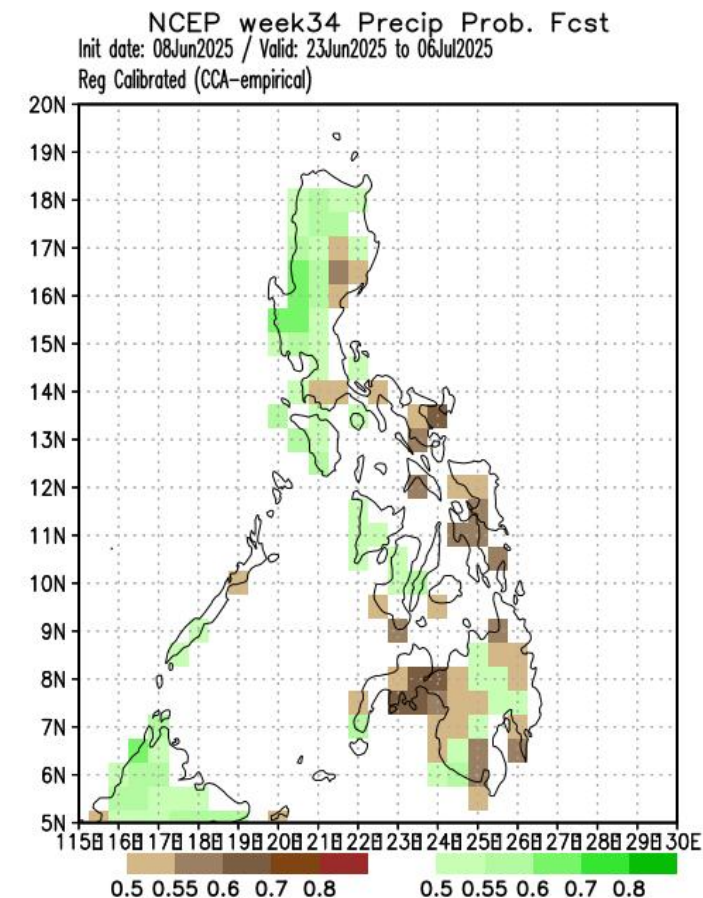 NCEP week34 Precip Prob. Fcst
Init date: 08Jun2025 / Valid: 23Jun2025 to 06Jul2025
Reg Calibrated (CCA-empirical)
20N
19N
18N
17N
16N
15N
14N
13N
12N
11N
10N
9N
8N
7N
6N
5N
115E 116E 117E 118E 119E 120E 121E 122E 123E 124E 125E 126E 127E 128E 129E 130E
0.5 0.55 0.6 0.7 0.8 0.5 0.55 0.6 0.7 0.8